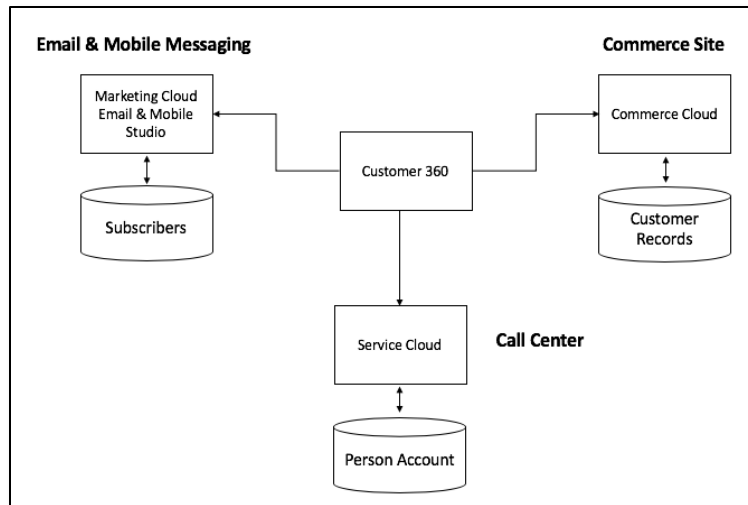 Email & Mobile Messaging
Commerce Site
Marketing Cloud
Email & Mobile
Studio
Commerce Cloud
Customer 360
Subscribers
Customer
Records
Service Cloud
Call Center
Person Account